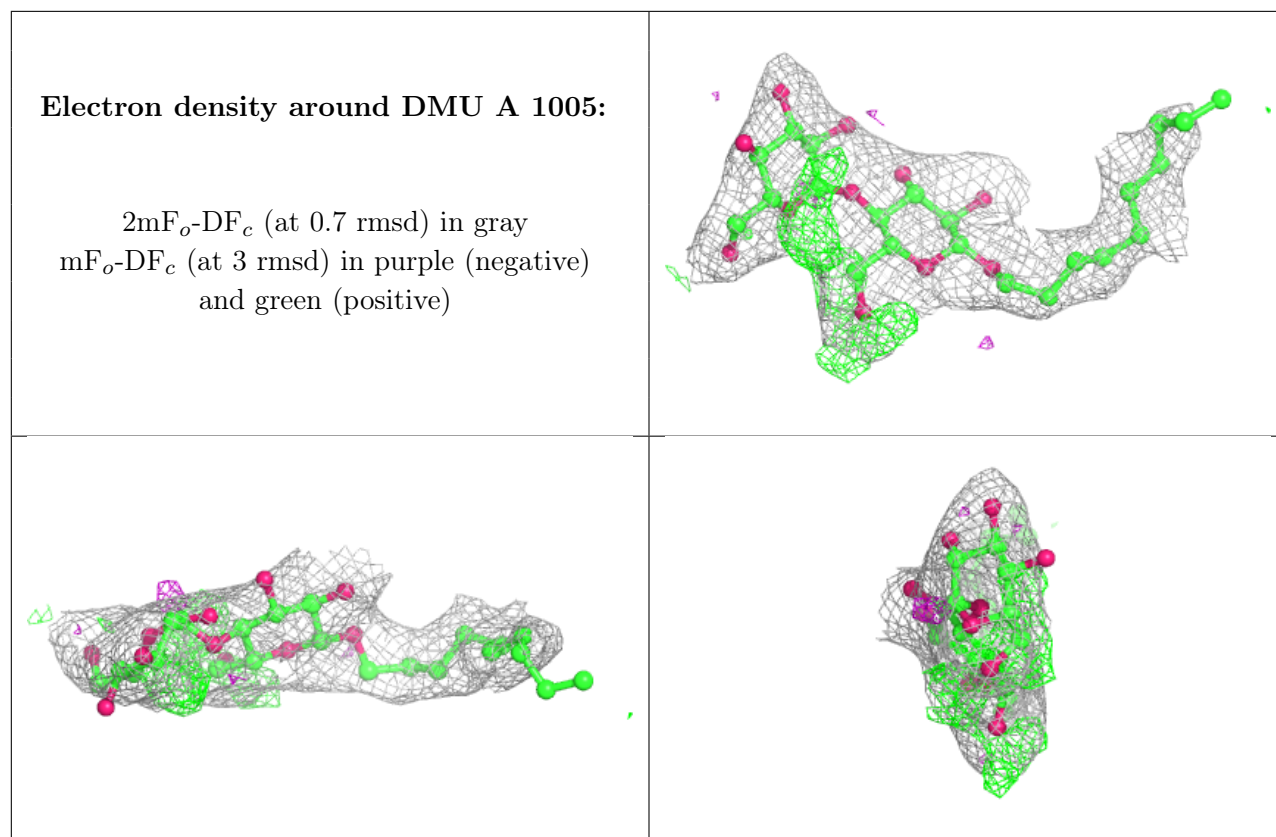 Electron density around DMU A 1005:
2mFo-DFc (at 0.7 rmsd) in gray
mFo-DFc (at 3 rmsd) in purple (negative)
and green (positive)